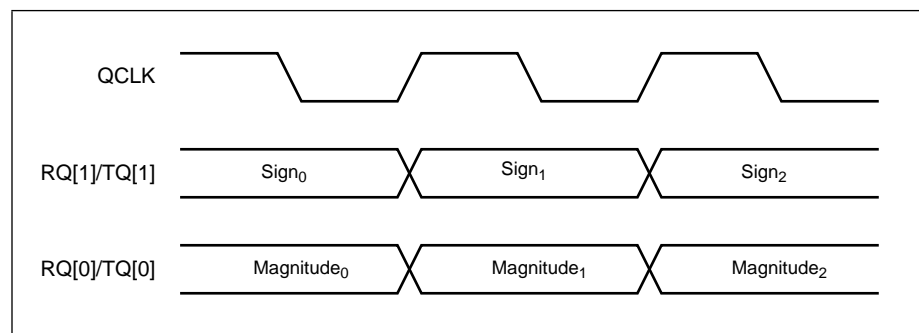 QCLK
RQ[1]/TQ[1] Sign₀ Sign₁ Sign₂
RQ[0]/TQ[0] Magnitude₀ Magnitude₁ Magnitude₂